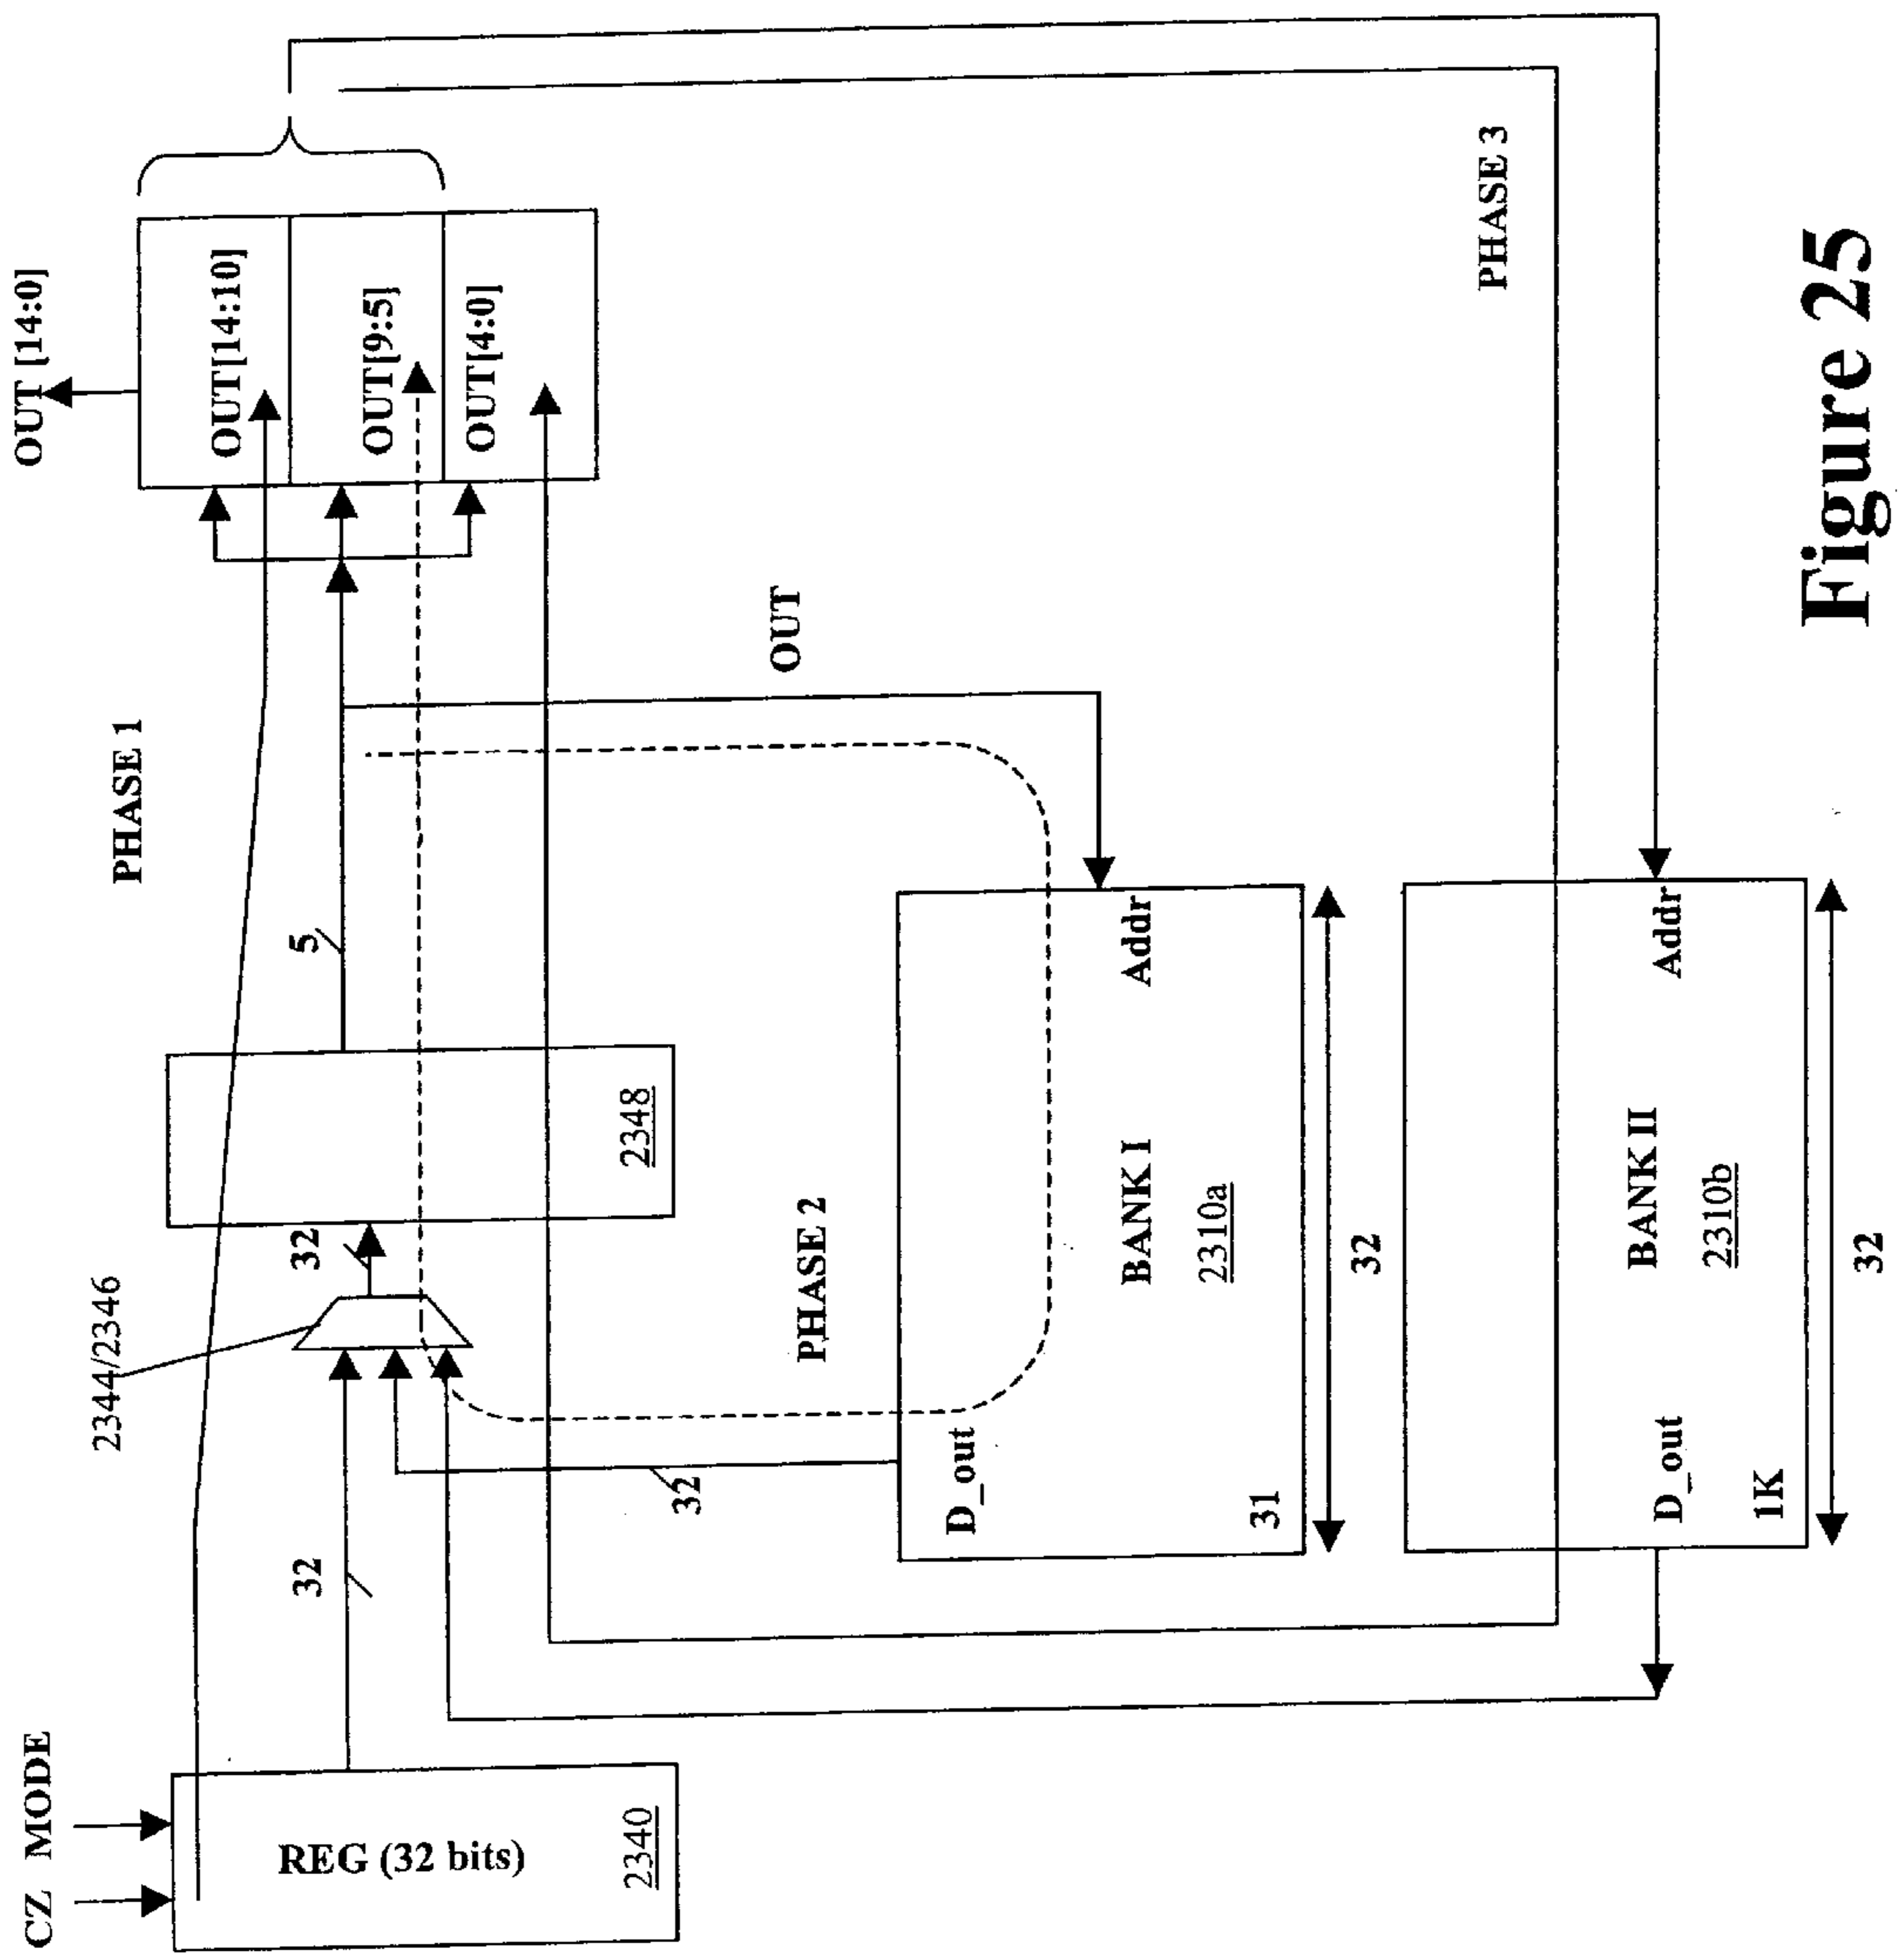 OUT [14:0]
PHASE 1
2344/2346
CZ MODE
OUT[14:10]
OUT[9:5]
OUT[4:0]
5
32
32
REG (32 bits)
2340
2348
OUT
32
PHASE 2
D_out
Addr
BANK I
2310a
31
32
PHASE 3
D_out
Addr
BANK II
2310b
1K
32
Figure 25